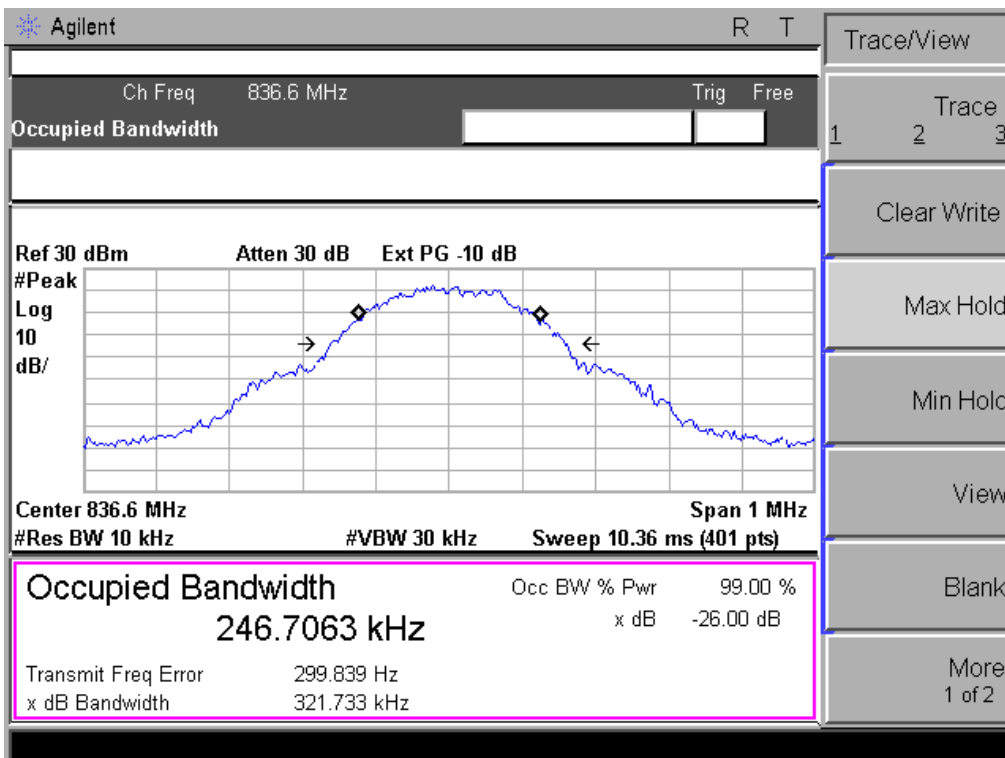 Agilent R T
Trace/View
Ch Freq 836.6 MHz Trig Free
Occupied Bandwidth
Trace
1 2 3
Clear Write
Ref 30 dBm Atten 30 dB Ext PG -10 dB
#Peak
Log
10
dB/
Max Hold
Min Hold
View
Center 836.6 MHz Span 1 MHz
#Res BW 10 kHz #VBW 30 kHz Sweep 10.36 ms (401 pts)
Blank
Occupied Bandwidth
246.7063 kHz
Occ BW % Pwr 99.00 %
x dB -26.00 dB
Transmit Freq Error 299.839 Hz
x dB Bandwidth 321.733 kHz
More
1 of 2